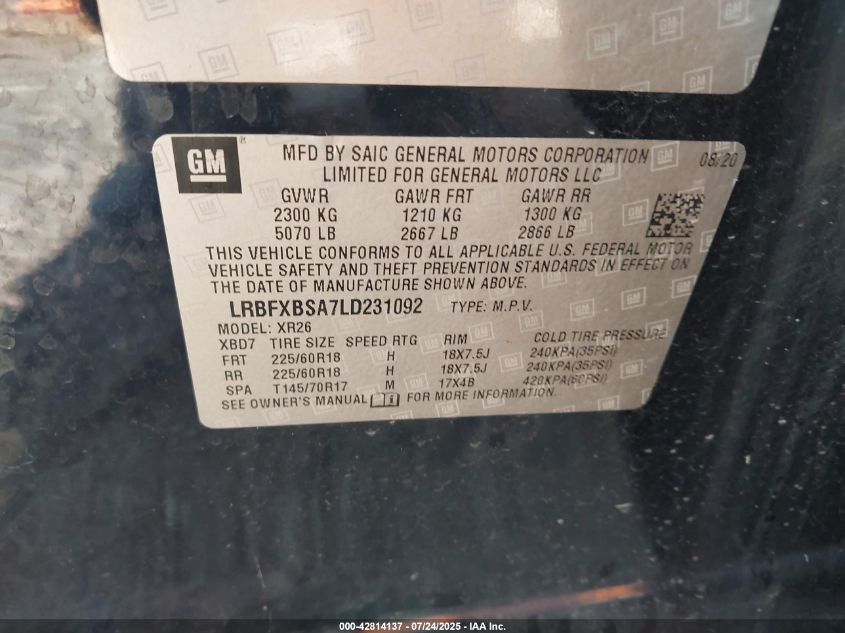 GM
MFD BY SAIC GENERAL MOTORS CORPORATION 08/20
LIMITED FOR GENERAL MOTORS LLC
GVWR GAWR FRT GAWR RR
2300 KG 1210 KG 1300 KG
5070 LB 2667 LB 2866 LB
THIS VEHICLE CONFORMS TO ALL APPLICABLE U.S. FEDERAL MOTOR
VEHICLE SAFETY AND THEFT PREVENTION STANDARDS IN EFFECT ON
THE DATE OF MANUFACTURE SHOWN ABOVE.
LRBFXBSA7LD231092 TYPE: M.P.V.
MODEL: XR26
XBD7 TIRE SIZE SPEED RTG RIM COLD TIRE PRESSURE
FRT 225/60R18 H 18X7.5J 240KPA(35PSI)
RR 225/60R18 H 18X7.5J 240KPA(35PSI)
SPA T145/70R17 M 17X4B 420KPA(60PSI)
SEE OWNER'S MANUAL FOR MORE INFORMATION.
000-42814137 - 07/24/2025 - IAA Inc.